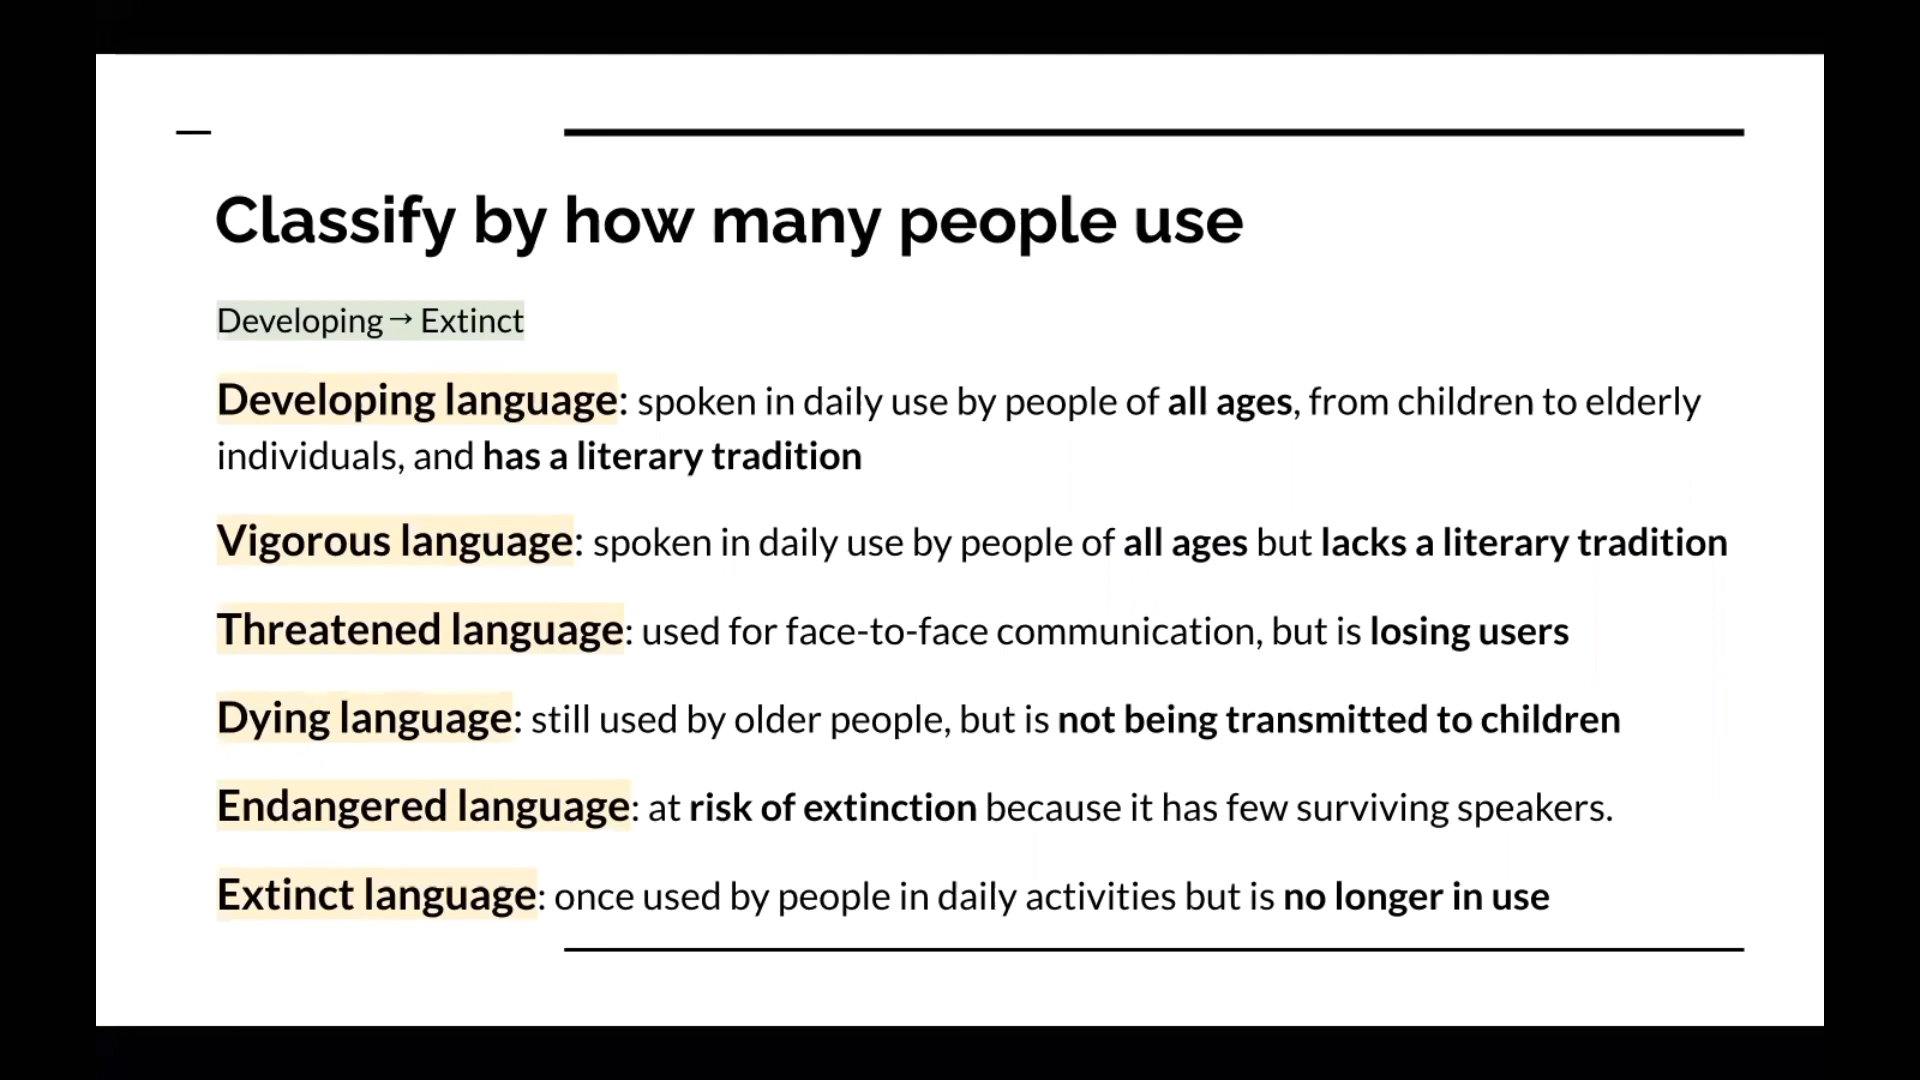 Classify by how many people use
Developing → Extinct
Developing language: spoken in daily use by people of all ages, from children to elderly
individuals, and has a literary tradition
Vigorous language: spoken in daily use by people of all ages but lacks a literary tradition
Threatened language: used for face-to-face communication, but is losing users
Dying language: still used by older people, but is not being transmitted to children
Endangered language: at risk of extinction because it has few surviving speakers.
Extinct language: once used by people in daily activities but is no longer in use